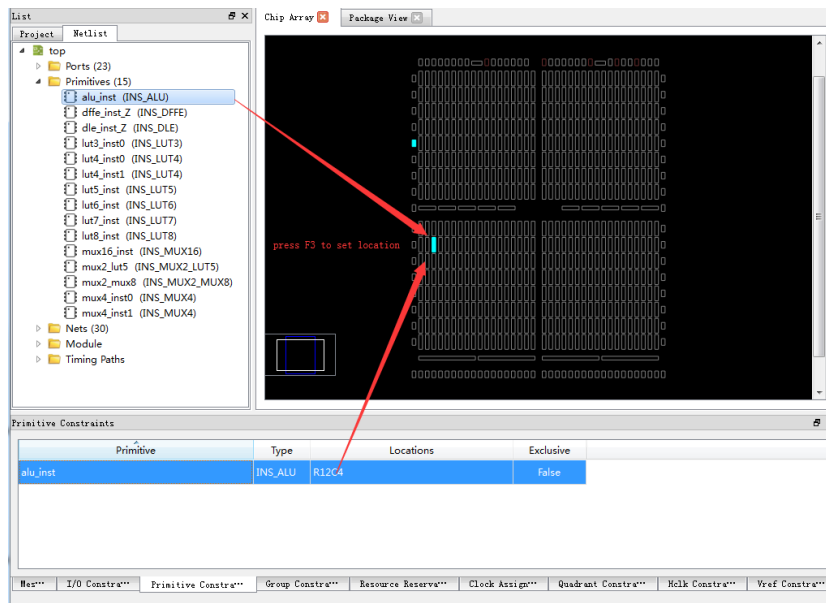 List
Project Netlist
top
Ports (23)
Primitives (15)
alu_inst (INS_ALU)
dffe_inst_Z (INS_DFFE)
dle_inst_Z (INS_DLE)
lut3_inst0 (INS_LUT3)
lut4_inst0 (INS_LUT4)
lut4_inst1 (INS_LUT4)
lut5_inst (INS_LUT5)
lut6_inst (INS_LUT6)
lut7_inst (INS_LUT7)
lut8_inst (INS_LUT8)
mux16_inst (INS_MUX16)
mux2_lut5 (INS_MUX2_LUT5)
mux2_mux8 (INS_MUX2_MUX8)
mux4_inst0 (INS_MUX4)
mux4_inst1 (INS_MUX4)
Nets (30)
Module
Timing Paths
Chip Array Package View
press F3 to set location
Primitive Constraints
Primitive Type Locations Exclusive
alu_inst INS_ALU R12C4 False
Mes··· I/O Constra··· Primitive Constra··· Group Constra··· Resource Reserva··· Clock Assign··· Quadrant Constra··· Hclk Constra··· Vref Constra···